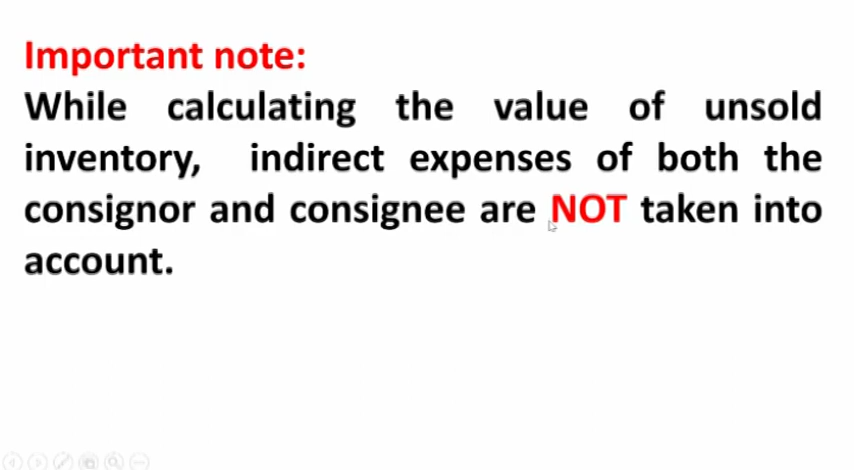 Important note:
While calculating the value of unsold
inventory, indirect expenses of both the
consignor and consignee are NOT taken into
account.